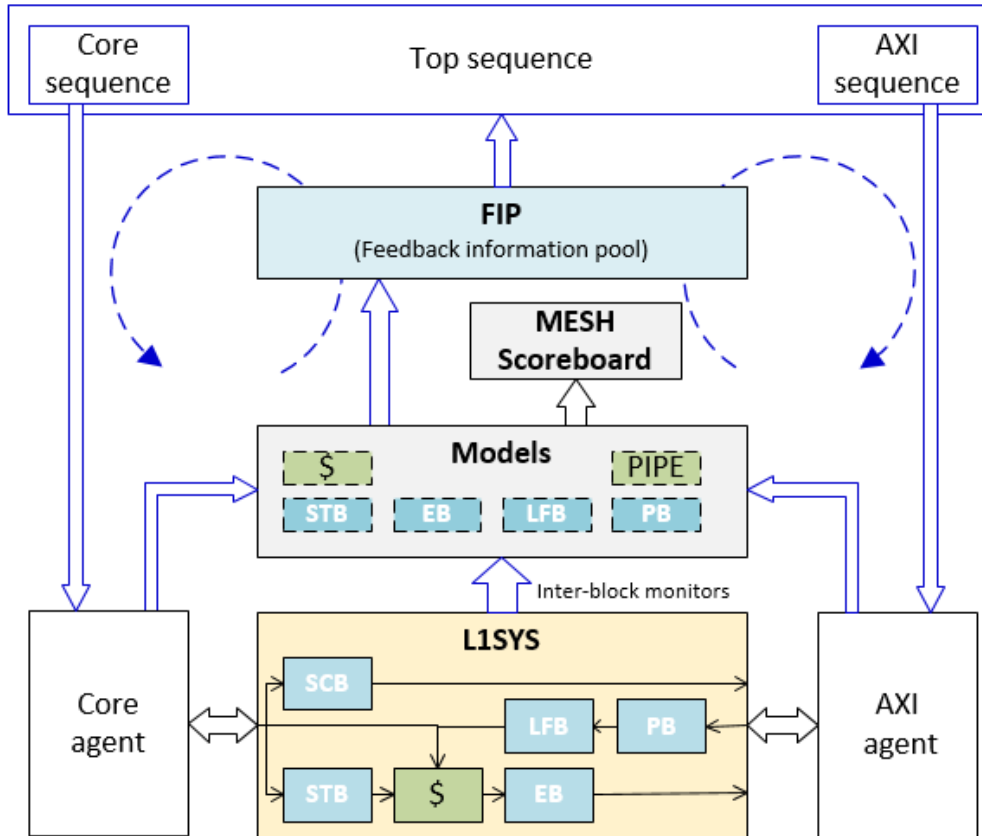 Core
sequence
Top sequence
AXI
sequence
FIP
(Feedback information pool)
MESH
Scoreboard
Models
$
PIPE
STB
EB
LFB
PB
Inter-block monitors
L1SYS
Core
agent
SCB
LFB
PB
STB
$
EB
AXI
agent